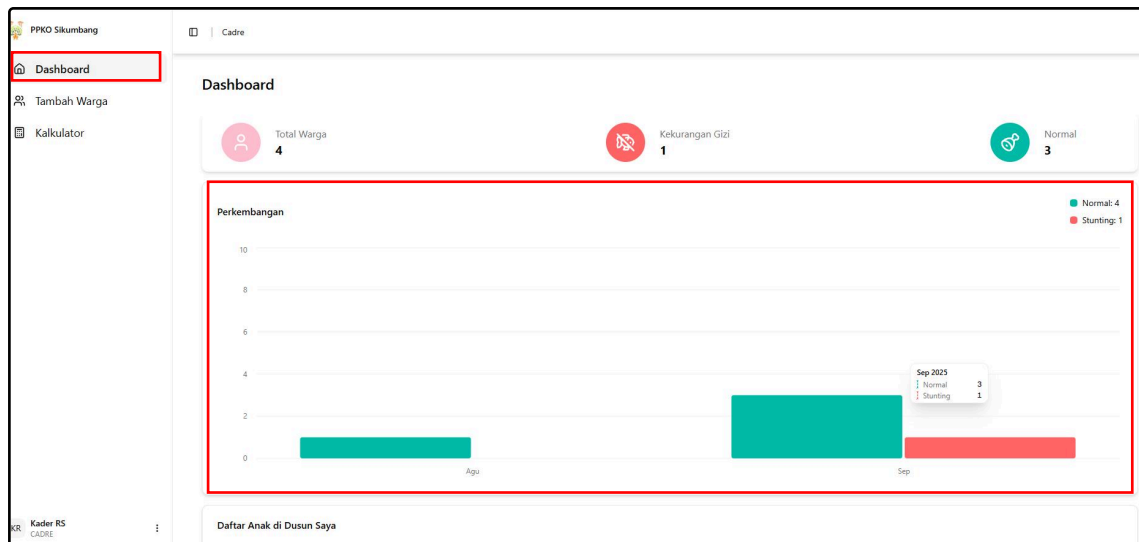 PPKO Sikumbang
Cadre
Dashboard
Tambah Warga
Kalkulator
Dashboard
Total Warga
4
Kekurangan Gizi
1
Normal
3
Perkembangan
Normal: 4
Stunting: 1
10
8
6
4
2
0
Sep 2025
Normal 3
Stunting 1
Agu
Sep
Daftar Anak di Dusun Saya
KR
Kader RS
CADRE